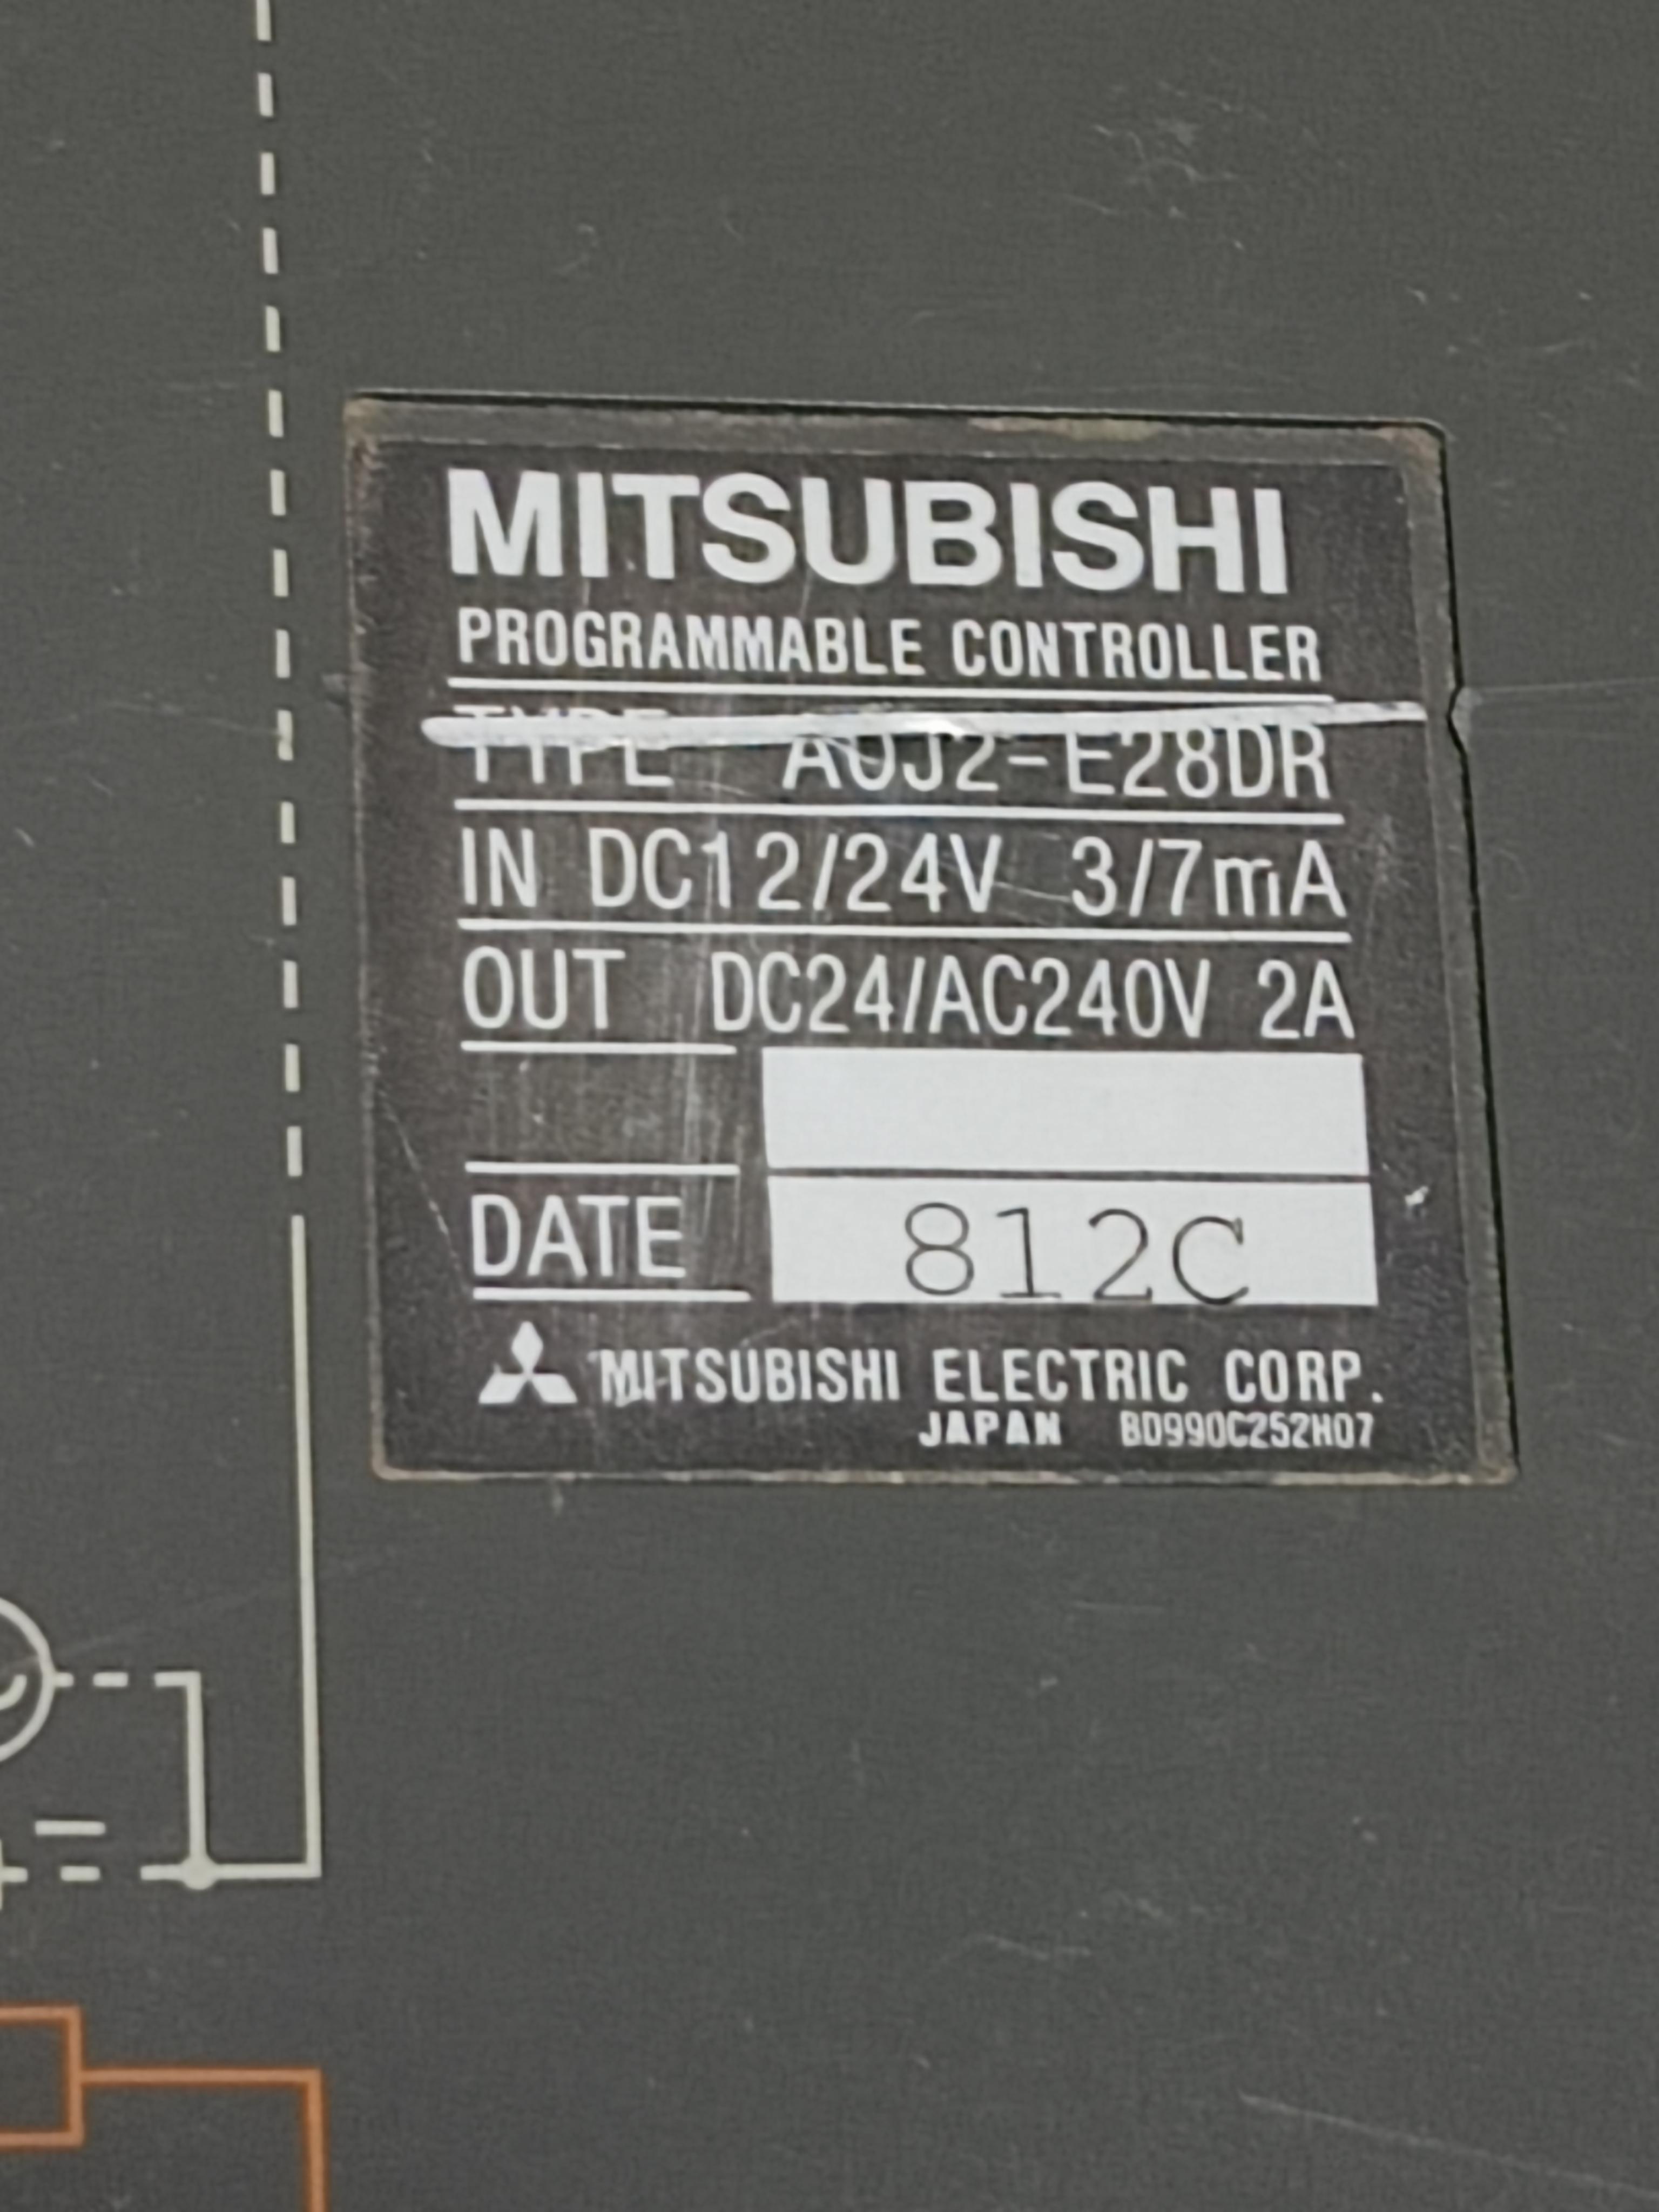 MITSUBISHI
PROGRAMMABLE CONTROLLER
TYPE A0J2-E28DR
IN DC12/24V 3/7mA
OUT DC24/AC240V 2A
DATE 812C
MITSUBISHI ELECTRIC CORP.
JAPAN BD990C252H07